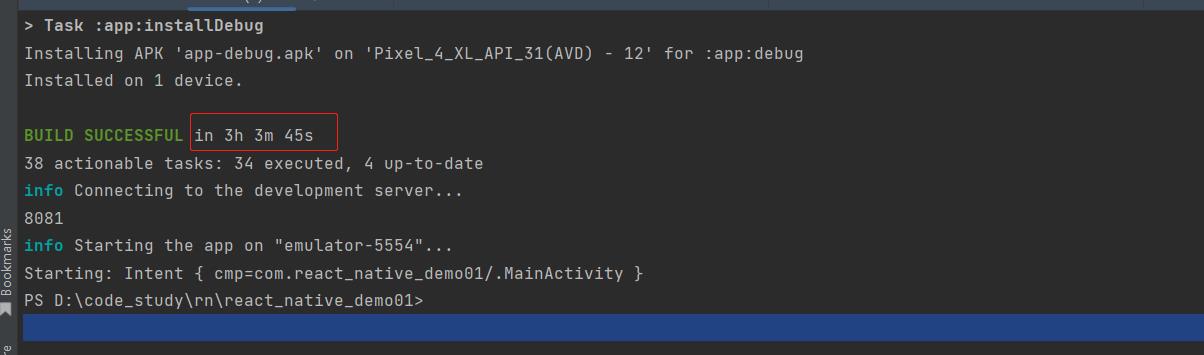 > Task :app:installDebug
Installing APK 'app-debug.apk' on 'Pixel_4_XL_API_31(AVD) - 12' for :app:debug
Installed on 1 device.
BUILD SUCCESSFUL in 3h 3m 45s
38 actionable tasks: 34 executed, 4 up-to-date
info Connecting to the development server...
8081
info Starting the app on "emulator-5554"...
Starting: Intent { cmp=com.react_native_demo01/.MainActivity }
PS D:\code_study\rn\react_native_demo01>
Bookmarks